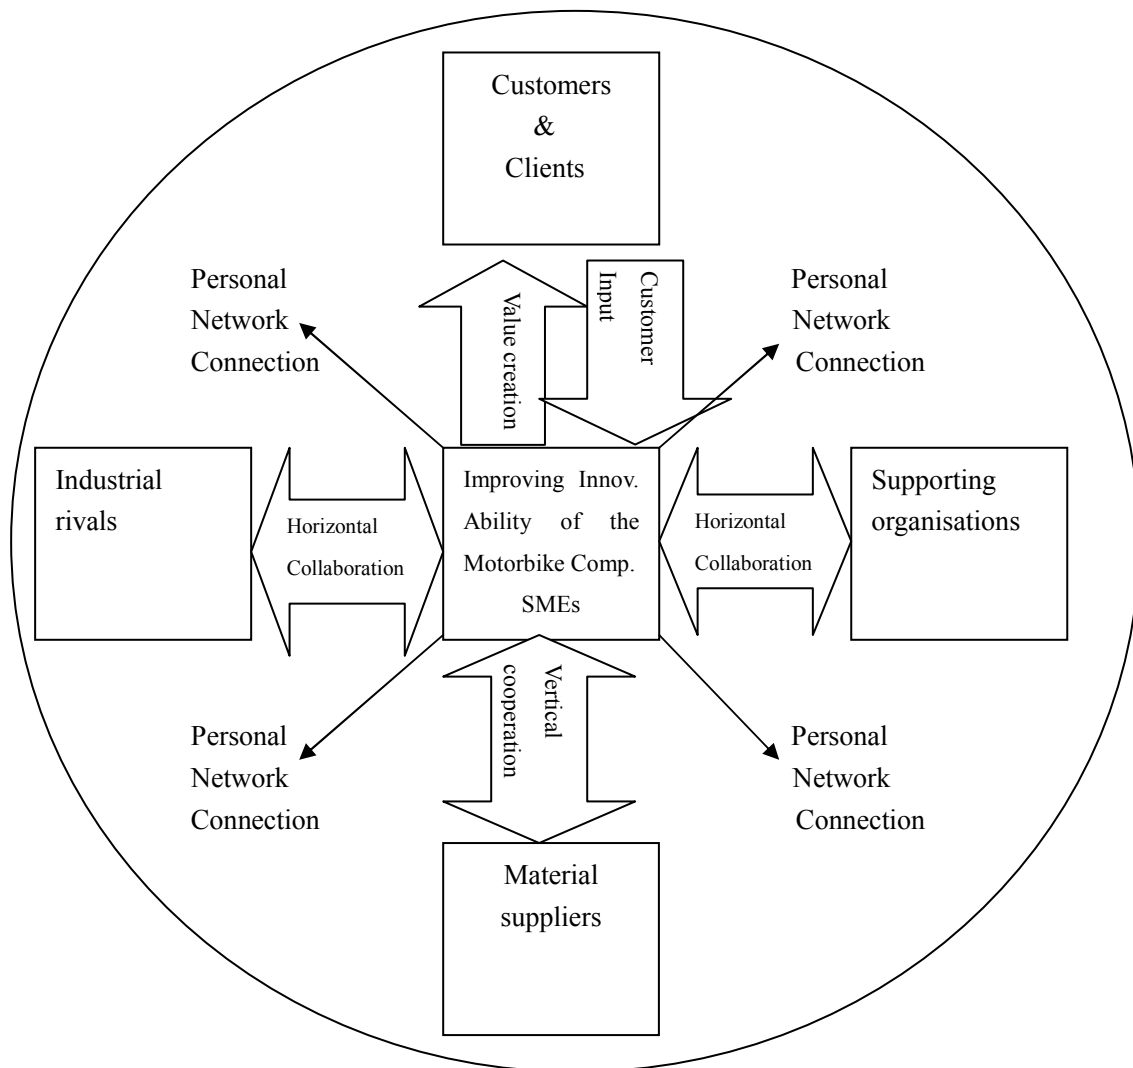 Customers
&
Clients
Personal
Network
Connection
Value creation
Customer
Input
Personal
Network
Connection
Industrial
rivals
Horizontal
Collaboration
Improving Innov.
Ability of the
Motorbike Comp.
SMEs
Horizontal
Collaboration
Supporting
organisations
Personal
Network
Connection
Vertical
cooperation
Personal
Network
Connection
Material
suppliers